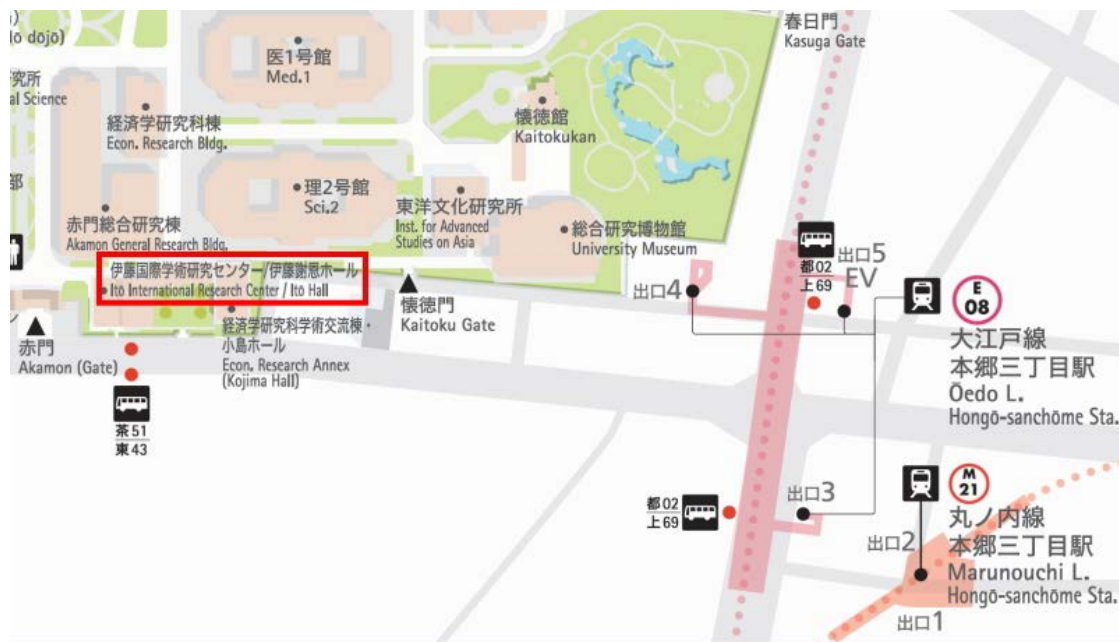 lō dōjō)
究所
al Science
部
医1号館
Med.1
経済学研究科棟
Econ. Research Bldg.
懐徳館
Kaitokukan
春日門
Kasuga Gate
理2号館
Sci.2
東洋文化研究所
Inst. for Advanced
Studies on Asia
総合研究博物館
University Museum
赤門総合研究棟
Akamon General Research Bldg.
伊藤国際学術研究センター/伊藤謝恩ホール
Itō International Research Center / Itō Hall
懐徳門
Kaitoku Gate
経済学研究科学術交流棟・
小島ホール
Econ. Research Annex
(Kojima Hall)
赤門
Akamon (Gate)
茶51
東43
出口4
都02
上69
出口5
EV
E
08
大江戸線
本郷三丁目駅
Ōedo L.
Hongō-sanchōme Sta.
都02
上69
出口3
M
21
丸ノ内線
本郷三丁目駅
Marunouchi L.
Hongō-sanchōme Sta.
出口2
出口1